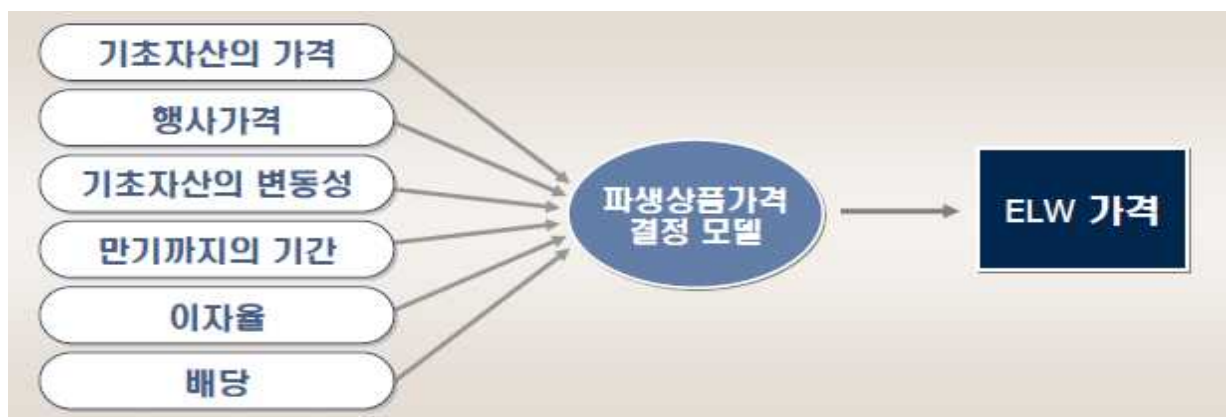 기초자산의 가격
행사가격
기초자산의 변동성
만기까지의 기간
이자율
배당
파생상품가격
결정 모델
ELW 가격